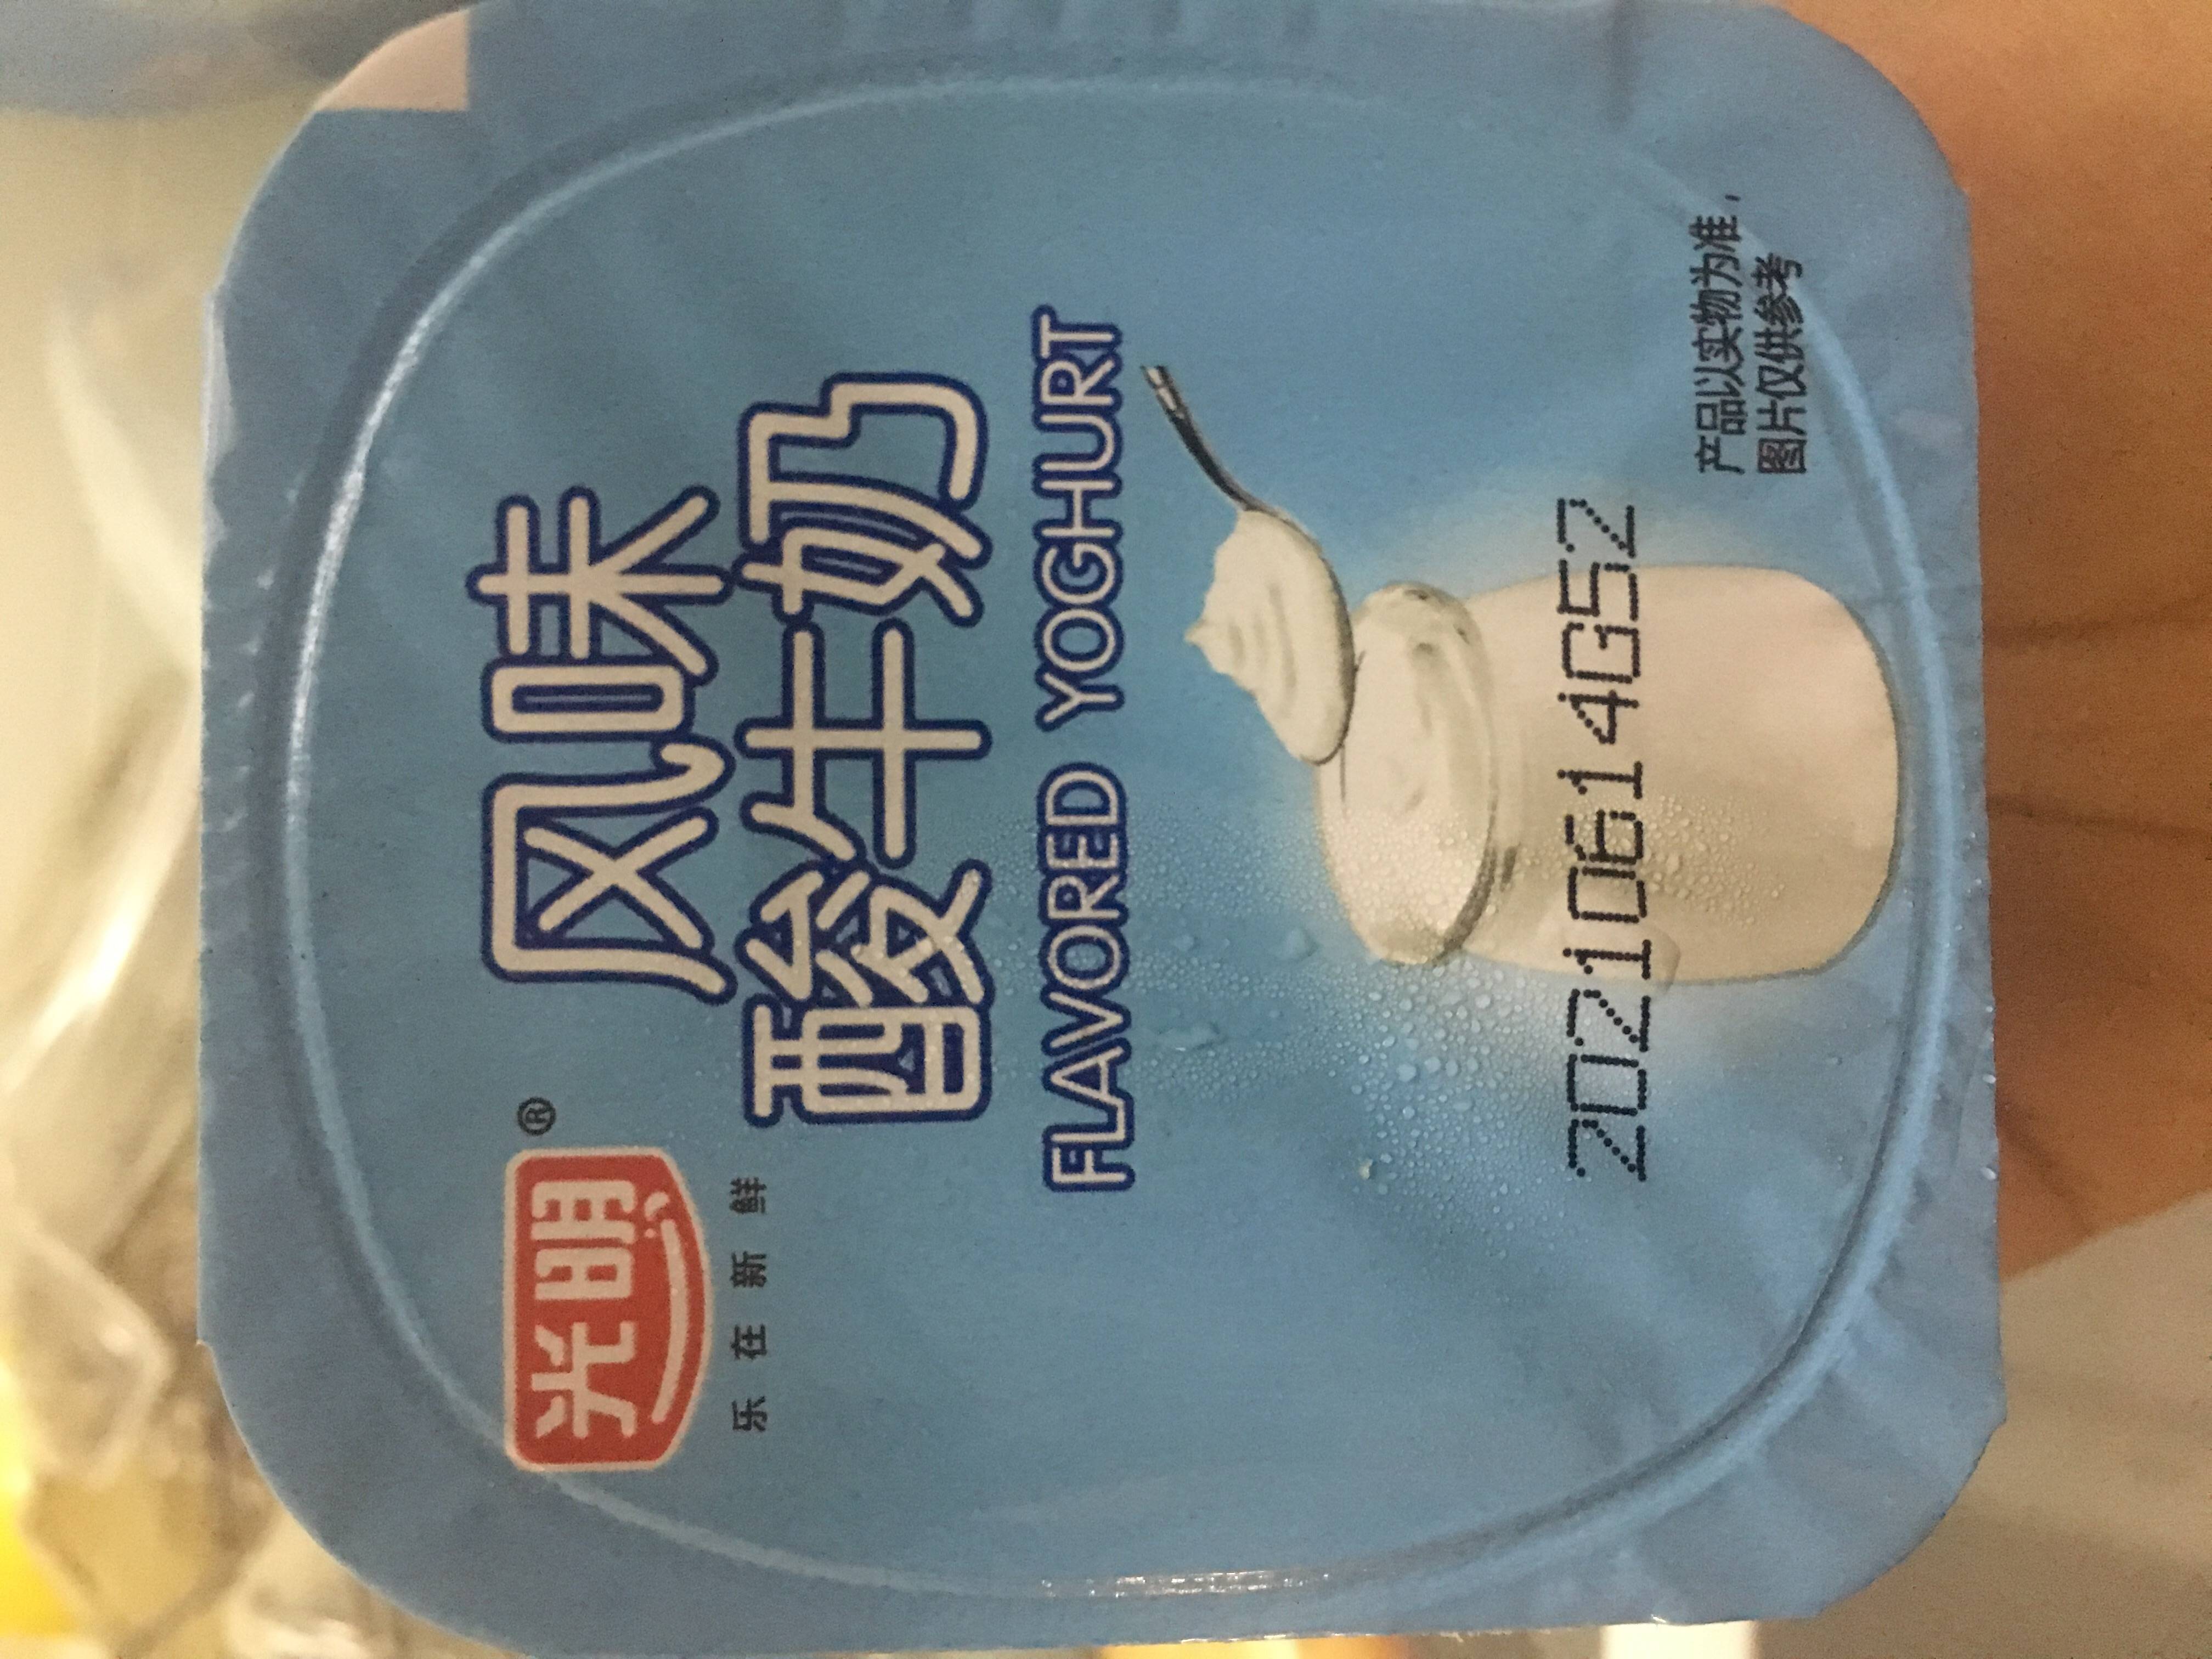 光明®
乐在新鲜
风味
酸牛奶
FLAVORED YOGHURT
20210614G52
产品以实物为准，
图片仅供参考